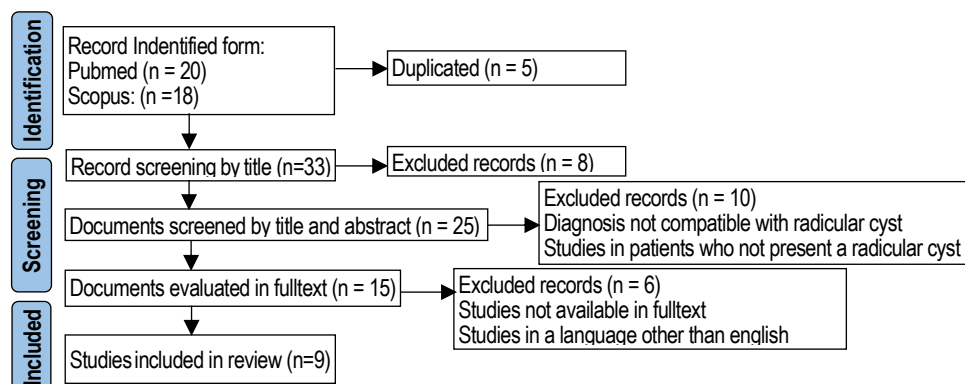 Identification
Record Indentified form:
Pubmed (n = 20)
Scopus: (n =18)
Duplicated (n = 5)
Screening
Record screening by title (n=33)
Excluded records (n = 8)
Documents screened by title and abstract (n = 25)
Excluded records (n = 10)
Diagnosis not compatible with radicular cyst
Studies in patients who not present a radicular cyst
Documents evaluated in fulltext (n = 15)
Excluded records (n = 6)
Studies not available in fulltext
Studies in a language other than english
Included
Studies included in review (n=9)